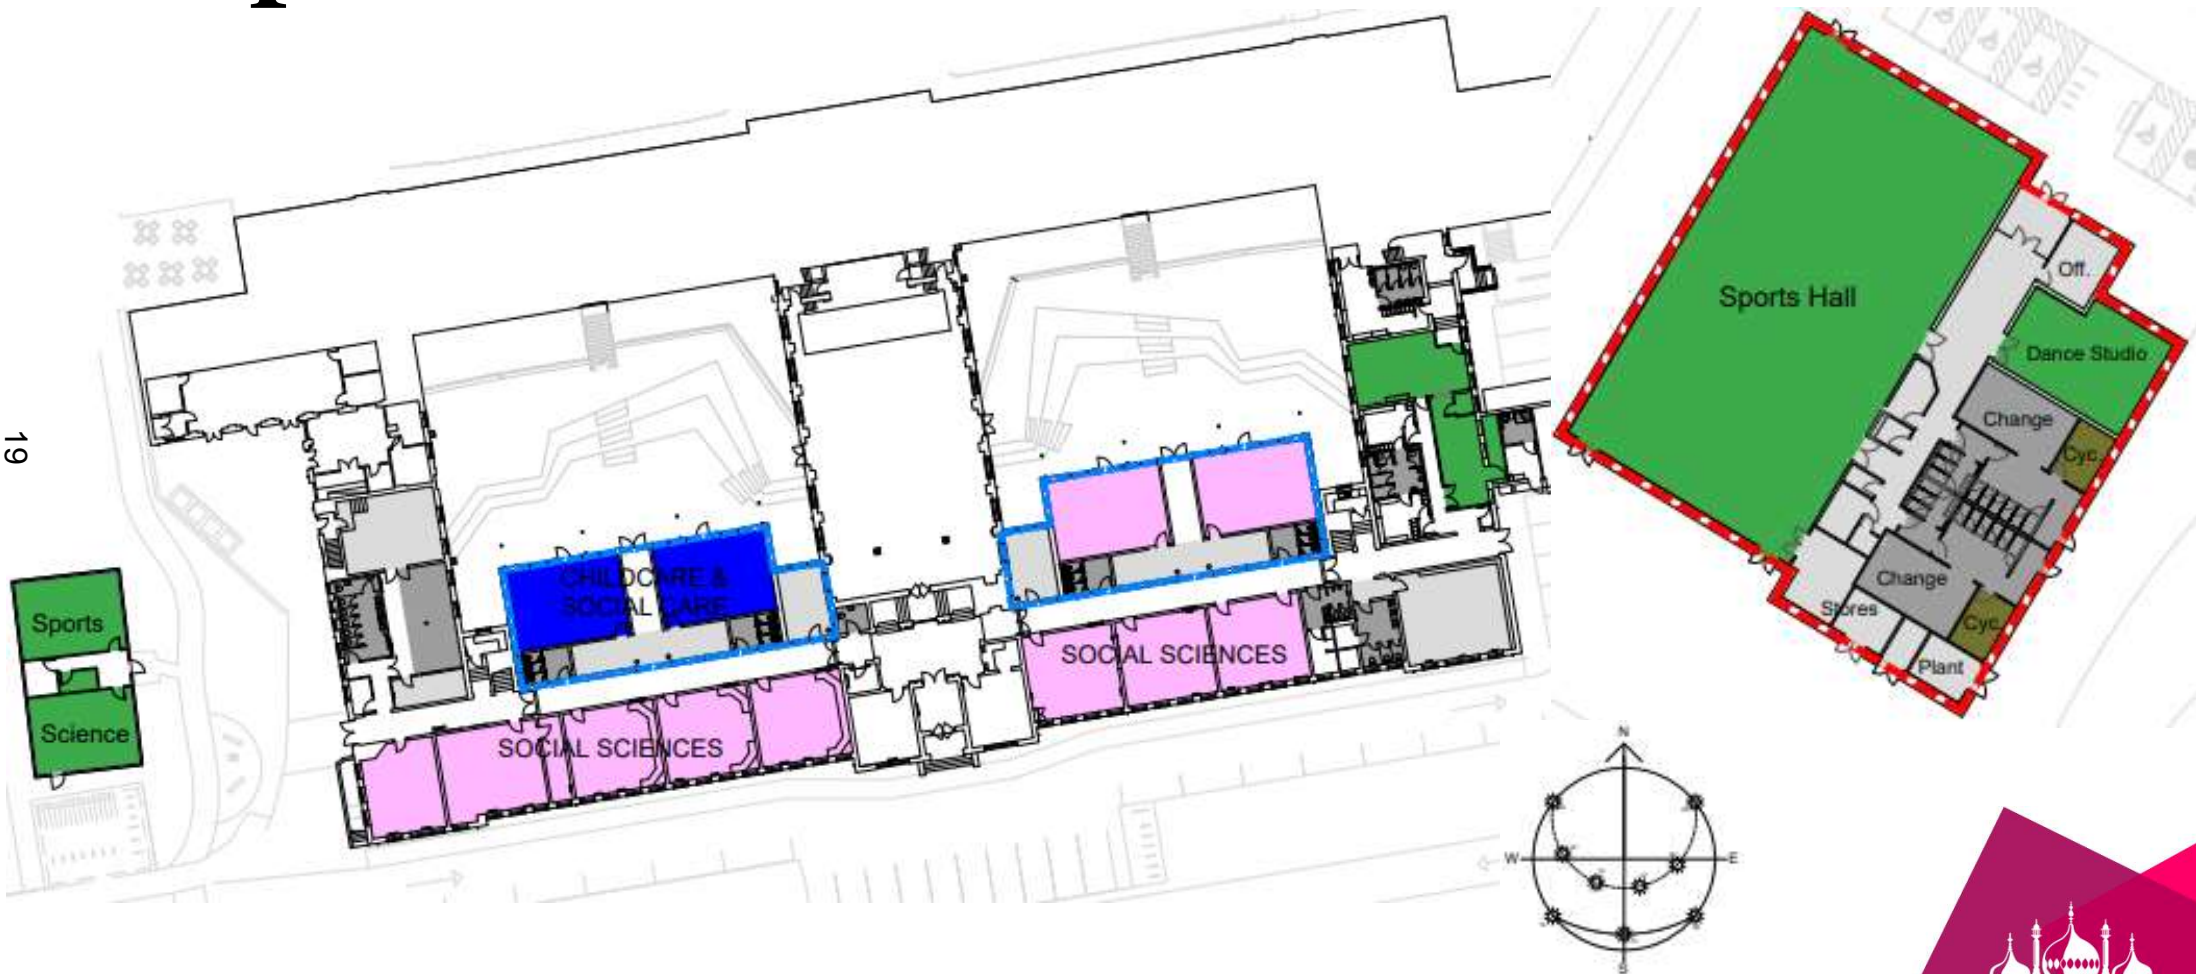 19
Sports
Science
CHILDCARE &
SOCIAL CARE
SOCIAL SCIENCES
SOCIAL SCIENCES
Sports Hall
Off.
Dance Studio
Change
Cyc.
Change
Stores
Cyc.
Plant
N
W
E
S